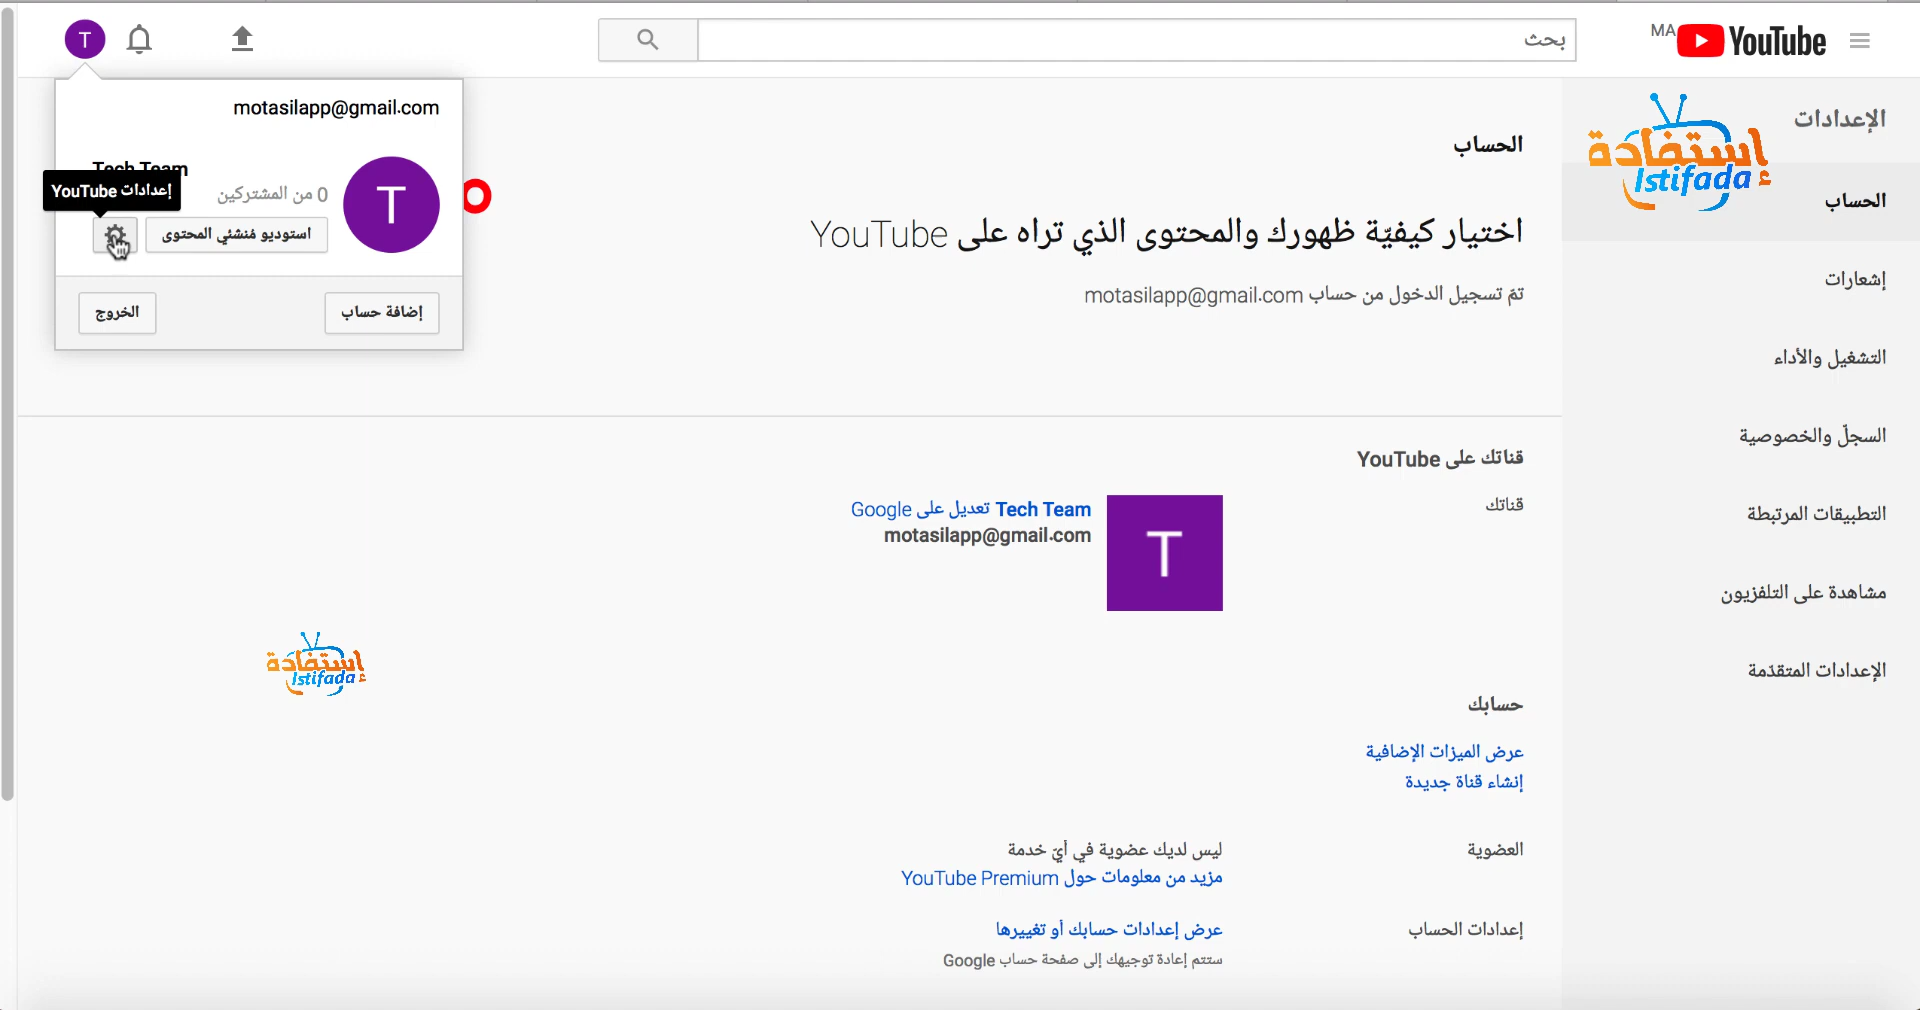 YouTube MA
بحث
T
motasilapp@gmail.com
Tech Team
0 من المشتركين
إعدادات YouTube
استوديو مُنشئي المحتوى
T
إضافة حساب
الخروج
الإعدادات
إستفادة
Istifada
الحساب
إشعارات
التشغيل والأداء
السجلّ والخصوصية
التطبيقات المرتبطة
مشاهدة على التلفزيون
الإعدادات المتقدّمة
الحساب
اختيار كيفيّة ظهورك والمحتوى الذي تراه على YouTube
تمّ تسجيل الدخول من حساب motasilapp@gmail.com
قناتك على YouTube
قناتك
T
Tech Team تعديل على Google
motasilapp@gmail.com
إستفادة
Istifada
حسابك
عرض الميزات الإضافية
إنشاء قناة جديدة
العضوية
ليس لديك عضوية في أيّ خدمة
مزيد من معلومات حول YouTube Premium
إعدادات الحساب
عرض إعدادات حسابك أو تغييرها
ستتم إعادة توجيهك إلى صفحة حساب Google